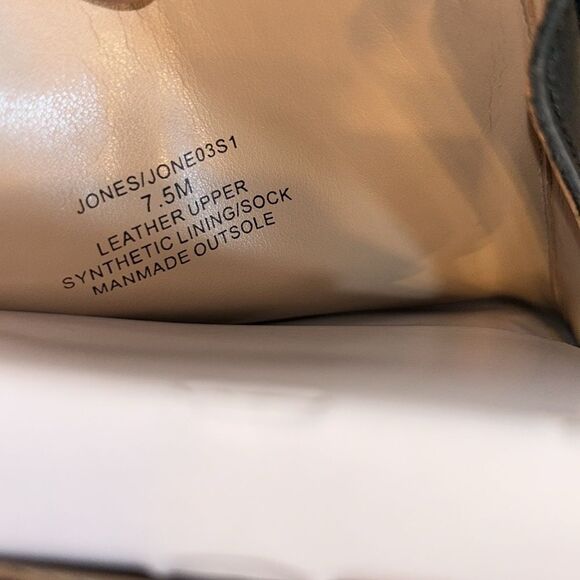 JONES/JONE03S1
7.5M
LEATHER UPPER
SYNTHETIC LINING/SOCK
MANMADE OUTSOLE